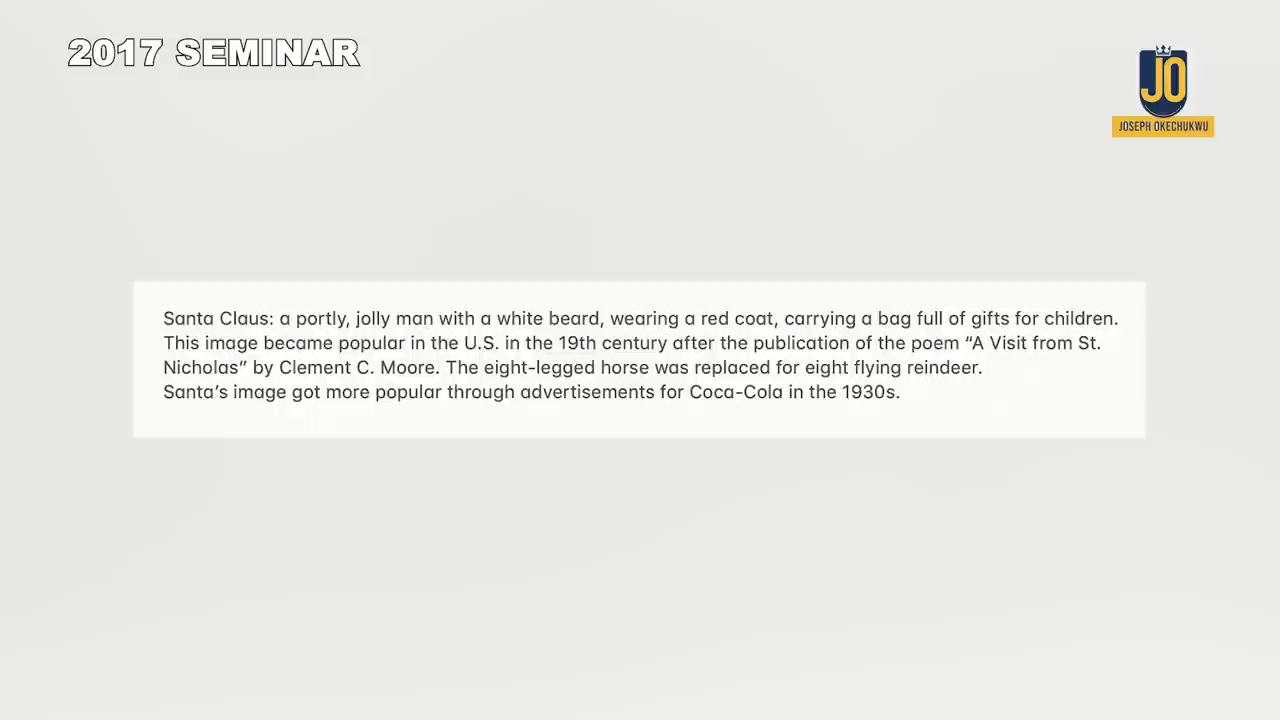 2017 SEMINAR
JO
JOSEPH OKECHUKWU
Santa Claus: a portly, jolly man with a white beard, wearing a red coat, carrying a bag full of gifts for children.
This image became popular in the U.S. in the 19th century after the publication of the poem “A Visit from St.
Nicholas” by Clement C. Moore. The eight-legged horse was replaced for eight flying reindeer.
Santa’s image got more popular through advertisements for Coca-Cola in the 1930s.